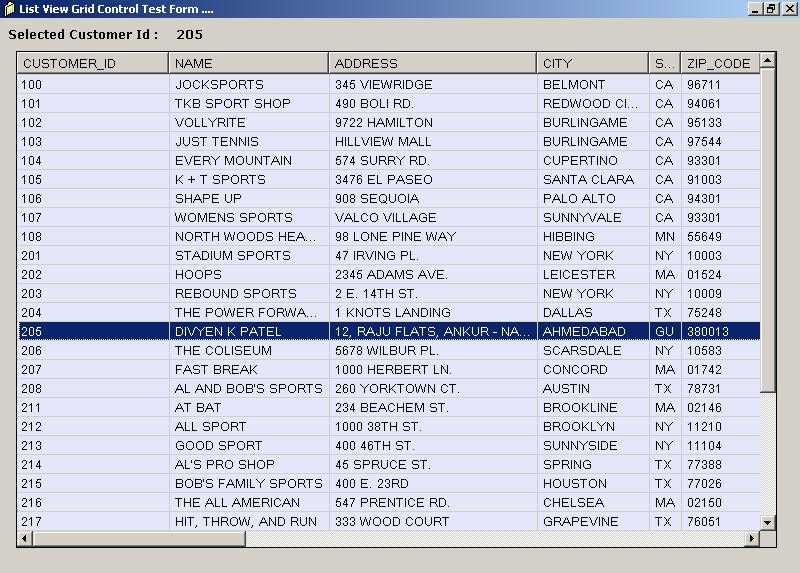 List View Grid Control Test Form ....
Selected Customer Id : 205
CUSTOMER_ID NAME ADDRESS CITY S... ZIP_CODE
100 JOCKSPORTS 345 VIEWRIDGE BELMONT CA 96711
101 TKB SPORT SHOP 490 BOLI RD. REDWOOD CI... CA 94061
102 VOLLYRITE 9722 HAMILTON BURLINGAME CA 95133
103 JUST TENNIS HILLVIEW MALL BURLINGAME CA 97544
104 EVERY MOUNTAIN 574 SURRY RD. CUPERTINO CA 93301
105 K + T SPORTS 3476 EL PASEO SANTA CLARA CA 91003
106 SHAPE UP 908 SEQUOIA PALO ALTO CA 94301
107 WOMENS SPORTS VALCO VILLAGE SUNNYVALE CA 93301
108 NORTH WOODS HEA... 98 LONE PINE WAY HIBBING MN 55649
201 STADIUM SPORTS 47 IRVING PL. NEW YORK NY 10003
202 HOOPS 2345 ADAMS AVE. LEICESTER MA 01524
203 REBOUND SPORTS 2 E. 14TH ST. NEW YORK NY 10009
204 THE POWER FORWA... 1 KNOTS LANDING DALLAS TX 75248
205 DIVYEN K PATEL 12, RAJU FLATS, ANKUR - NA... AHMEDABAD GU 380013
206 THE COLISEUM 5678 WILBUR PL. SCARSDALE NY 10583
207 FAST BREAK 1000 HERBERT LN. CONCORD MA 01742
208 AL AND BOB'S SPORTS 260 YORKTOWN CT. AUSTIN TX 78731
211 AT BAT 234 BEACHEM ST. BROOKLINE MA 02146
212 ALL SPORT 1000 38TH ST. BROOKLYN NY 11210
213 GOOD SPORT 400 46TH ST. SUNNYSIDE NY 11104
214 AL'S PRO SHOP 45 SPRUCE ST. SPRING TX 77388
215 BOB'S FAMILY SPORTS 400 E. 23RD HOUSTON TX 77026
216 THE ALL AMERICAN 547 PRENTICE RD. CHELSEA MA 02150
217 HIT, THROW, AND RUN 333 WOOD COURT GRAPEVINE TX 76051